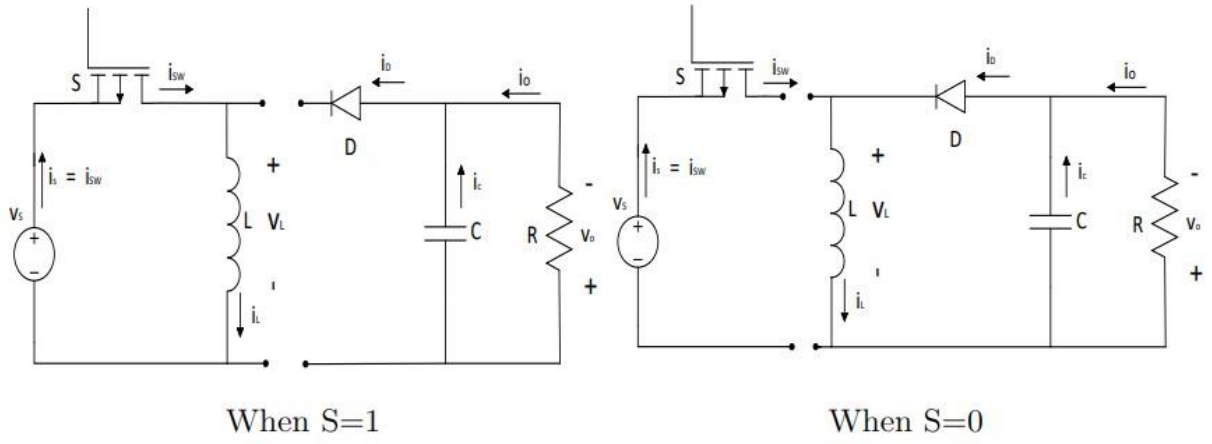 S
iSW
iD
iO
D
is = iSW
+
iC
-
vS
L
VL
C
R
vO
+
−
-
iL
+
When S=1
S
iSW
iD
iO
D
is = iSW
+
iC
-
vS
L
VL
C
R
vO
+
−
-
iL
+
When S=0